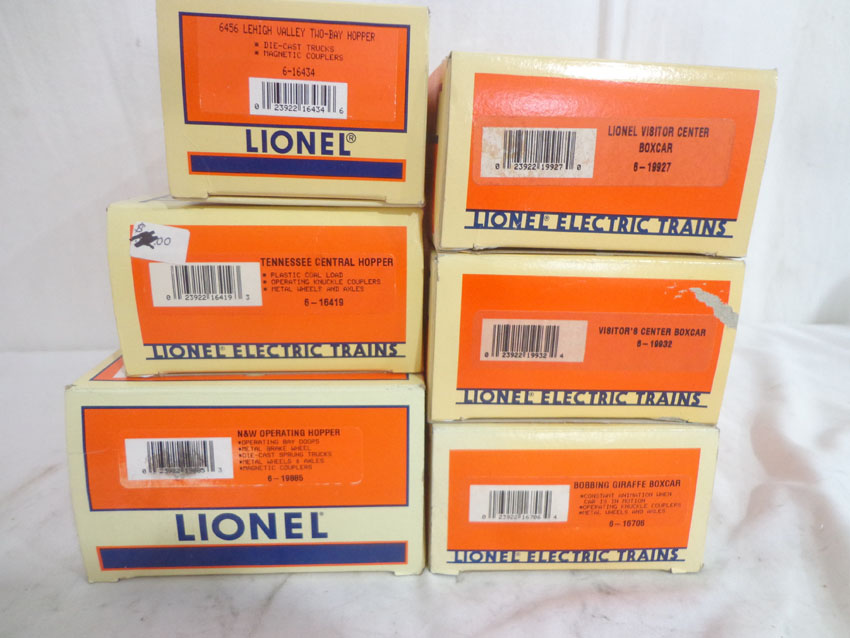 6456 LEHIGH VALLEY TWO-BAY HOPPER
DIE-CAST TRUCKS
MAGNETIC COUPLERS
6-16434
0 23922 16434 6
LIONEL®
LIONEL VISITOR CENTER
BOXCAR
6-19927
0 23922 19927 0
LIONEL® ELECTRIC TRAINS
$
.00
TENNESSEE CENTRAL HOPPER
PLASTIC COAL LOAD
OPERATING KNUCKLE COUPLERS
METAL WHEELS AND AXLES
6-16419
0 23922 16419 3
LIONEL® ELECTRIC TRAINS
VISITOR'S CENTER BOXCAR
6-19932
0 23922 19932 4
LIONEL® ELECTRIC TRAINS
N&W OPERATING HOPPER
*OPERATING BAY DOORS
*METAL BRAKE WHEEL
*DIE-CAST SPRUNG TRUCKS
*METAL WHEELS & AXLES
*MAGNETIC COUPLERS
LIONEL®
BOBBING GIRAFFE BOXCAR
*CONSTANT ANIMATION WHEN
CAR IS IN MOTION
*OPERATING KNUCKLE COUPLERS
*METAL WHEELS AND AXLES
6-16706
0 23922 16706 4
LIONEL® ELECTRIC TRAINS